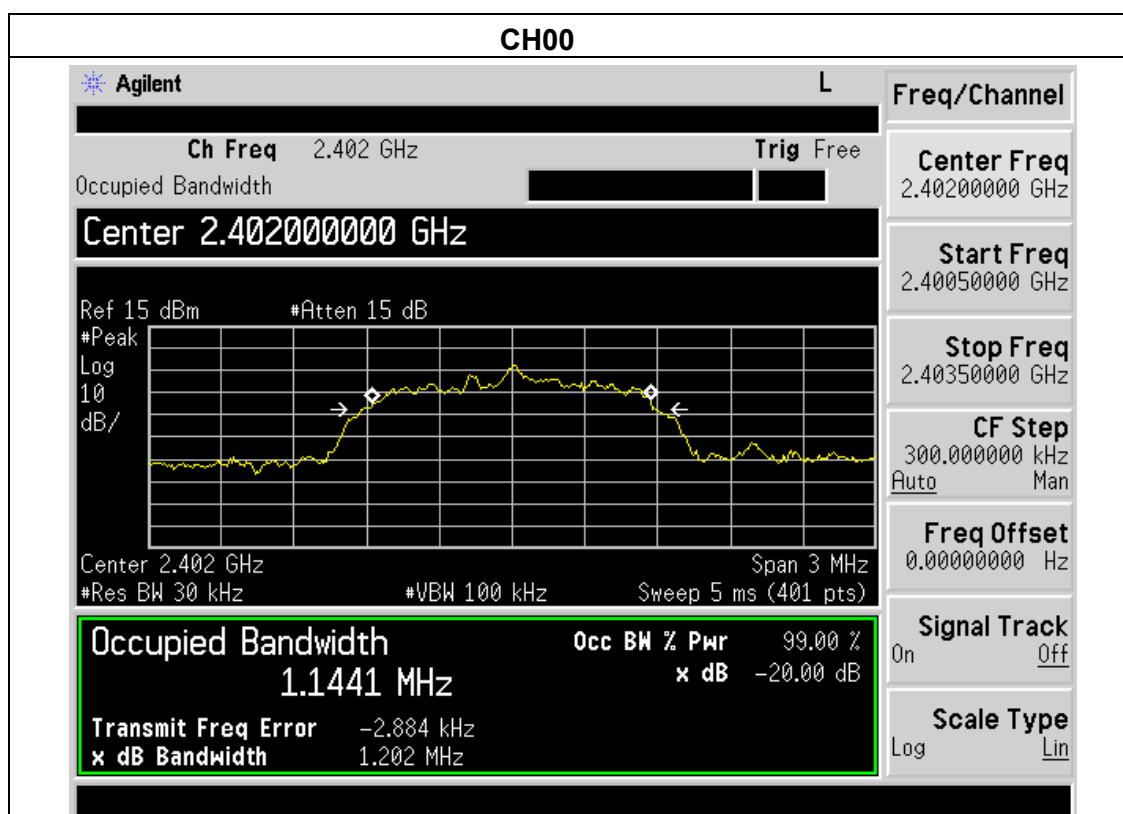 CH00
Agilent L
Ch Freq 2.402 GHz Trig Free
Occupied Bandwidth
Center 2.402000000 GHz
Ref 15 dBm #Atten 15 dB
#Peak
Log
10
dB/
Center 2.402 GHz Span 3 MHz
#Res BW 30 kHz #VBW 100 kHz Sweep 5 ms (401 pts)
Occupied Bandwidth Occ BW % Pwr 99.00 %
1.1441 MHz x dB -20.00 dB
Transmit Freq Error -2.884 kHz
x dB Bandwidth 1.202 MHz
Freq/Channel
Center Freq
2.40200000 GHz
Start Freq
2.40050000 GHz
Stop Freq
2.40350000 GHz
CF Step
300.000000 kHz
Auto Man
Freq Offset
0.00000000 Hz
Signal Track
On Off
Scale Type
Log Lin